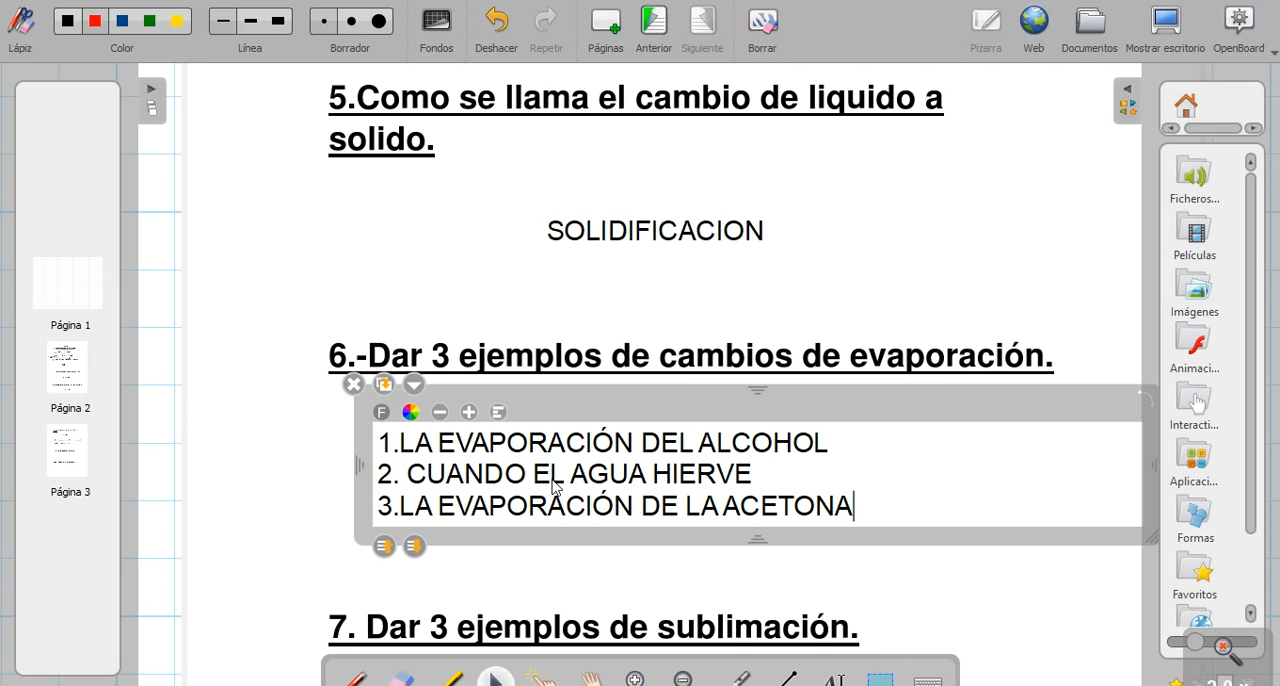 Lápiz
Color
Línea
Borrador
Fondos
Deshacer
Repetir
Páginas
Anterior
Siguiente
Borrar
Pizarra
Web
Documentos
Mostrar escritorio
OpenBoard
5.Como se llama el cambio de liquido a
solido.
SOLIDIFICACION
6.-Dar 3 ejemplos de cambios de evaporación.
F
1.LA EVAPORACIÓN DEL ALCOHOL
2. CUANDO EL AGUA HIERVE
3.LA EVAPORACIÓN DE LA ACETONA
7. Dar 3 ejemplos de sublimación.
Página 1
Página 2
Página 3
Ficheros...
Películas
Imágenes
Animaci...
Interacti...
Aplicaci...
Formas
Favoritos